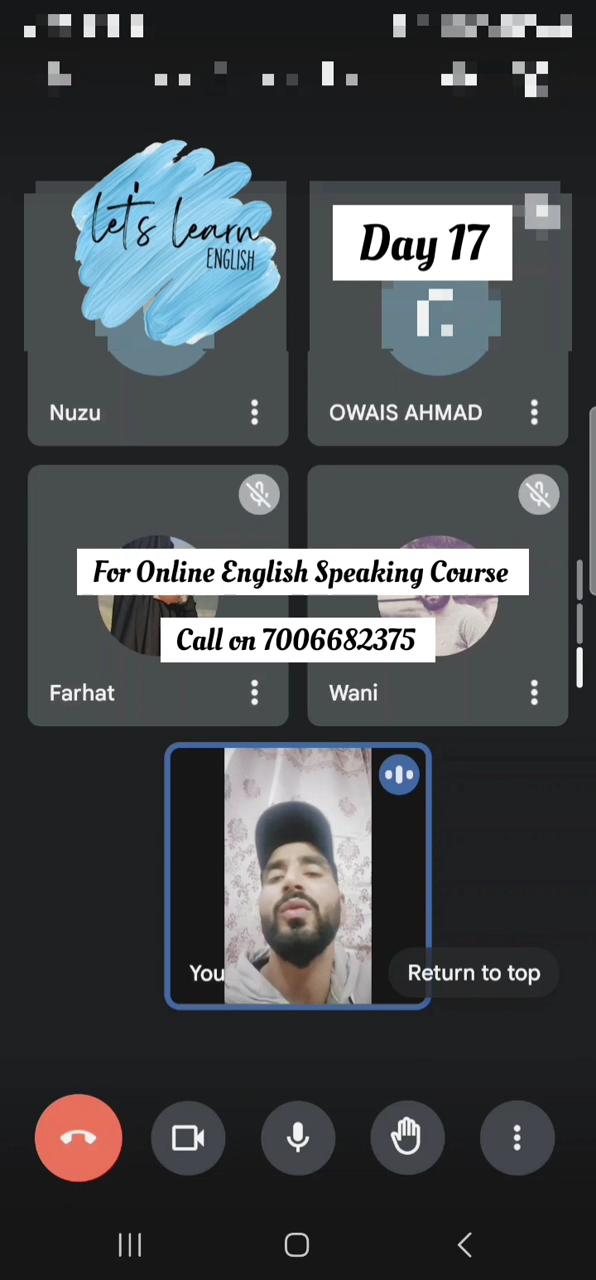 let's learn
ENGLISH
Day 17
Nuzu
OWAIS AHMAD
For Online English Speaking Course
Call on 7006682375
Farhat
Wani
You
Return to top